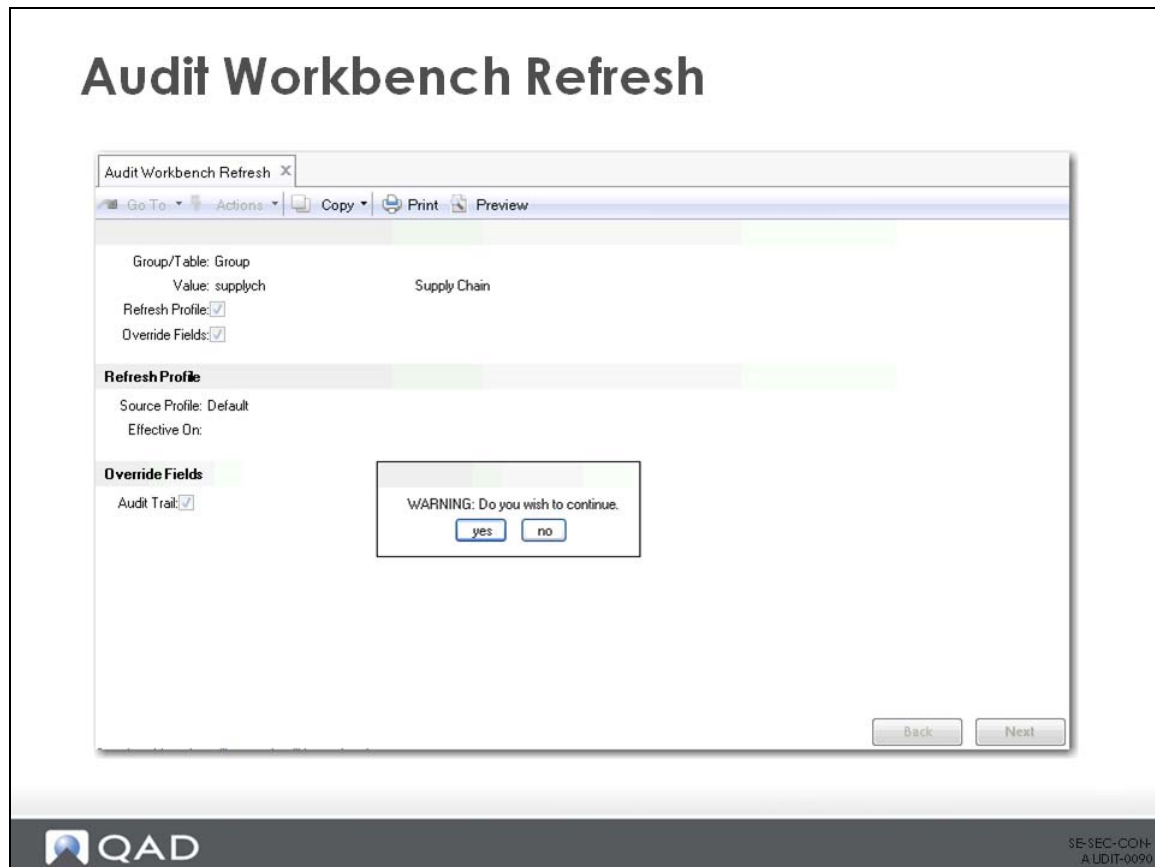 Audit Workbench Refresh
Audit Workbench Refresh X
Go To Actions Copy Print Preview
Group/Table: Group
Value: supplych Supply Chain
Refresh Profile:
Override Fields:
Refresh Profile
Source Profile: Default
Effective On:
Override Fields
Audit Trail:
WARNING: Do you wish to continue.
yes no
Back Next
QAD
SE-SEC-CON-
AUDIT-0090